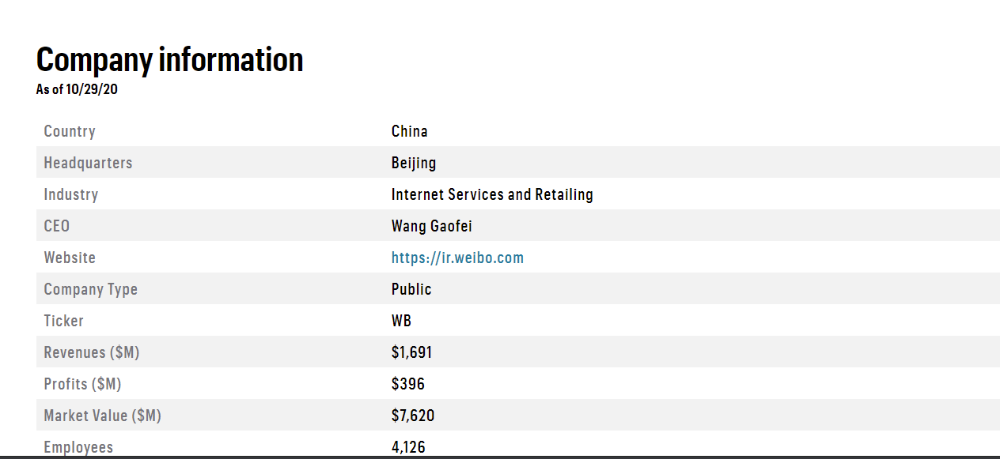 Company information
As of 10/29/20
Country China
Headquarters Beijing
Industry Internet Services and Retailing
CEO Wang Gaofei
Website https://ir.weibo.com
Company Type Public
Ticker WB
Revenues ($M) $1,691
Profits ($M) $396
Market Value ($M) $7,620
Employees 4,126